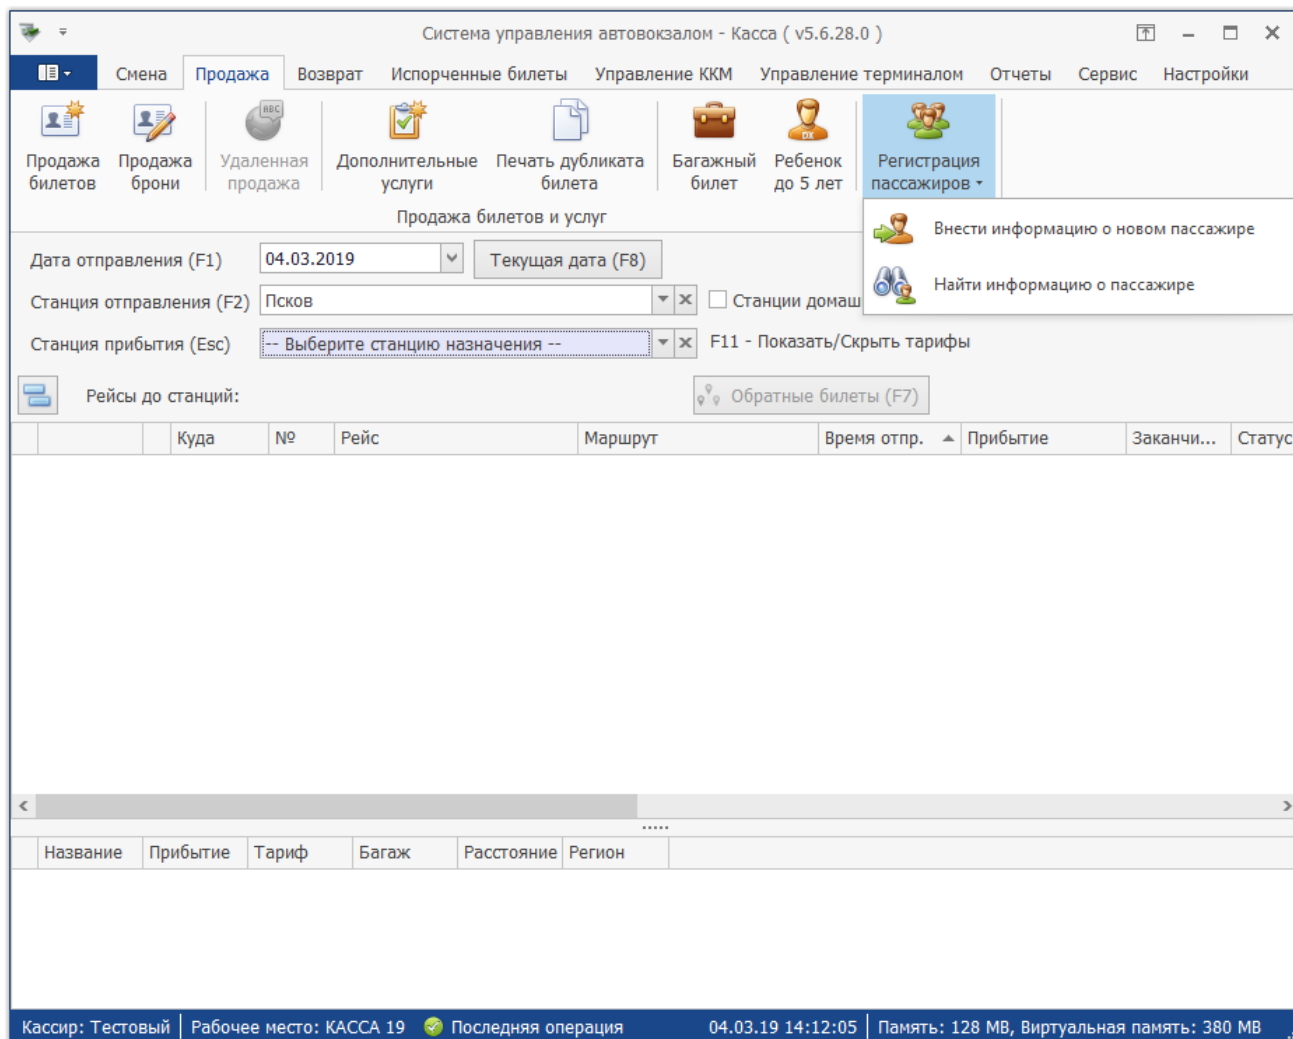 Система управления автовокзалом - Касса ( v5.6.28.0 )
Смена Продажа Возврат Испорченные билеты Управление ККМ Управление терминалом Отчеты Сервис Настройки
ABC
DK
Продажа Продажа Удаленная Дополнительные Печать дубликата Багажный Ребенок Регистрация
билетов брони продажа услуги билета билет до 5 лет пассажиров
Продажа билетов и услуг
Внести информацию о новом пассажире
Дата отправления (F1) 04.03.2019 Текущая дата (F8)
Найти информацию о пассажире
Станция отправления (F2) Псков Станции домаш
Станция прибытия (Esc) -- Выберите станцию назначения -- F11 - Показать/Скрыть тарифы
Рейсы до станций: Обратные билеты (F7)
Куда № Рейс Маршрут Время отпр. Прибытие Заканчи... Статус
Название Прибытие Тариф Багаж Расстояние Регион
Кассир: Тестовый Рабочее место: КАССА 19 Последняя операция 04.03.19 14:12:05 Память: 128 MB, Виртуальная память: 380 MB